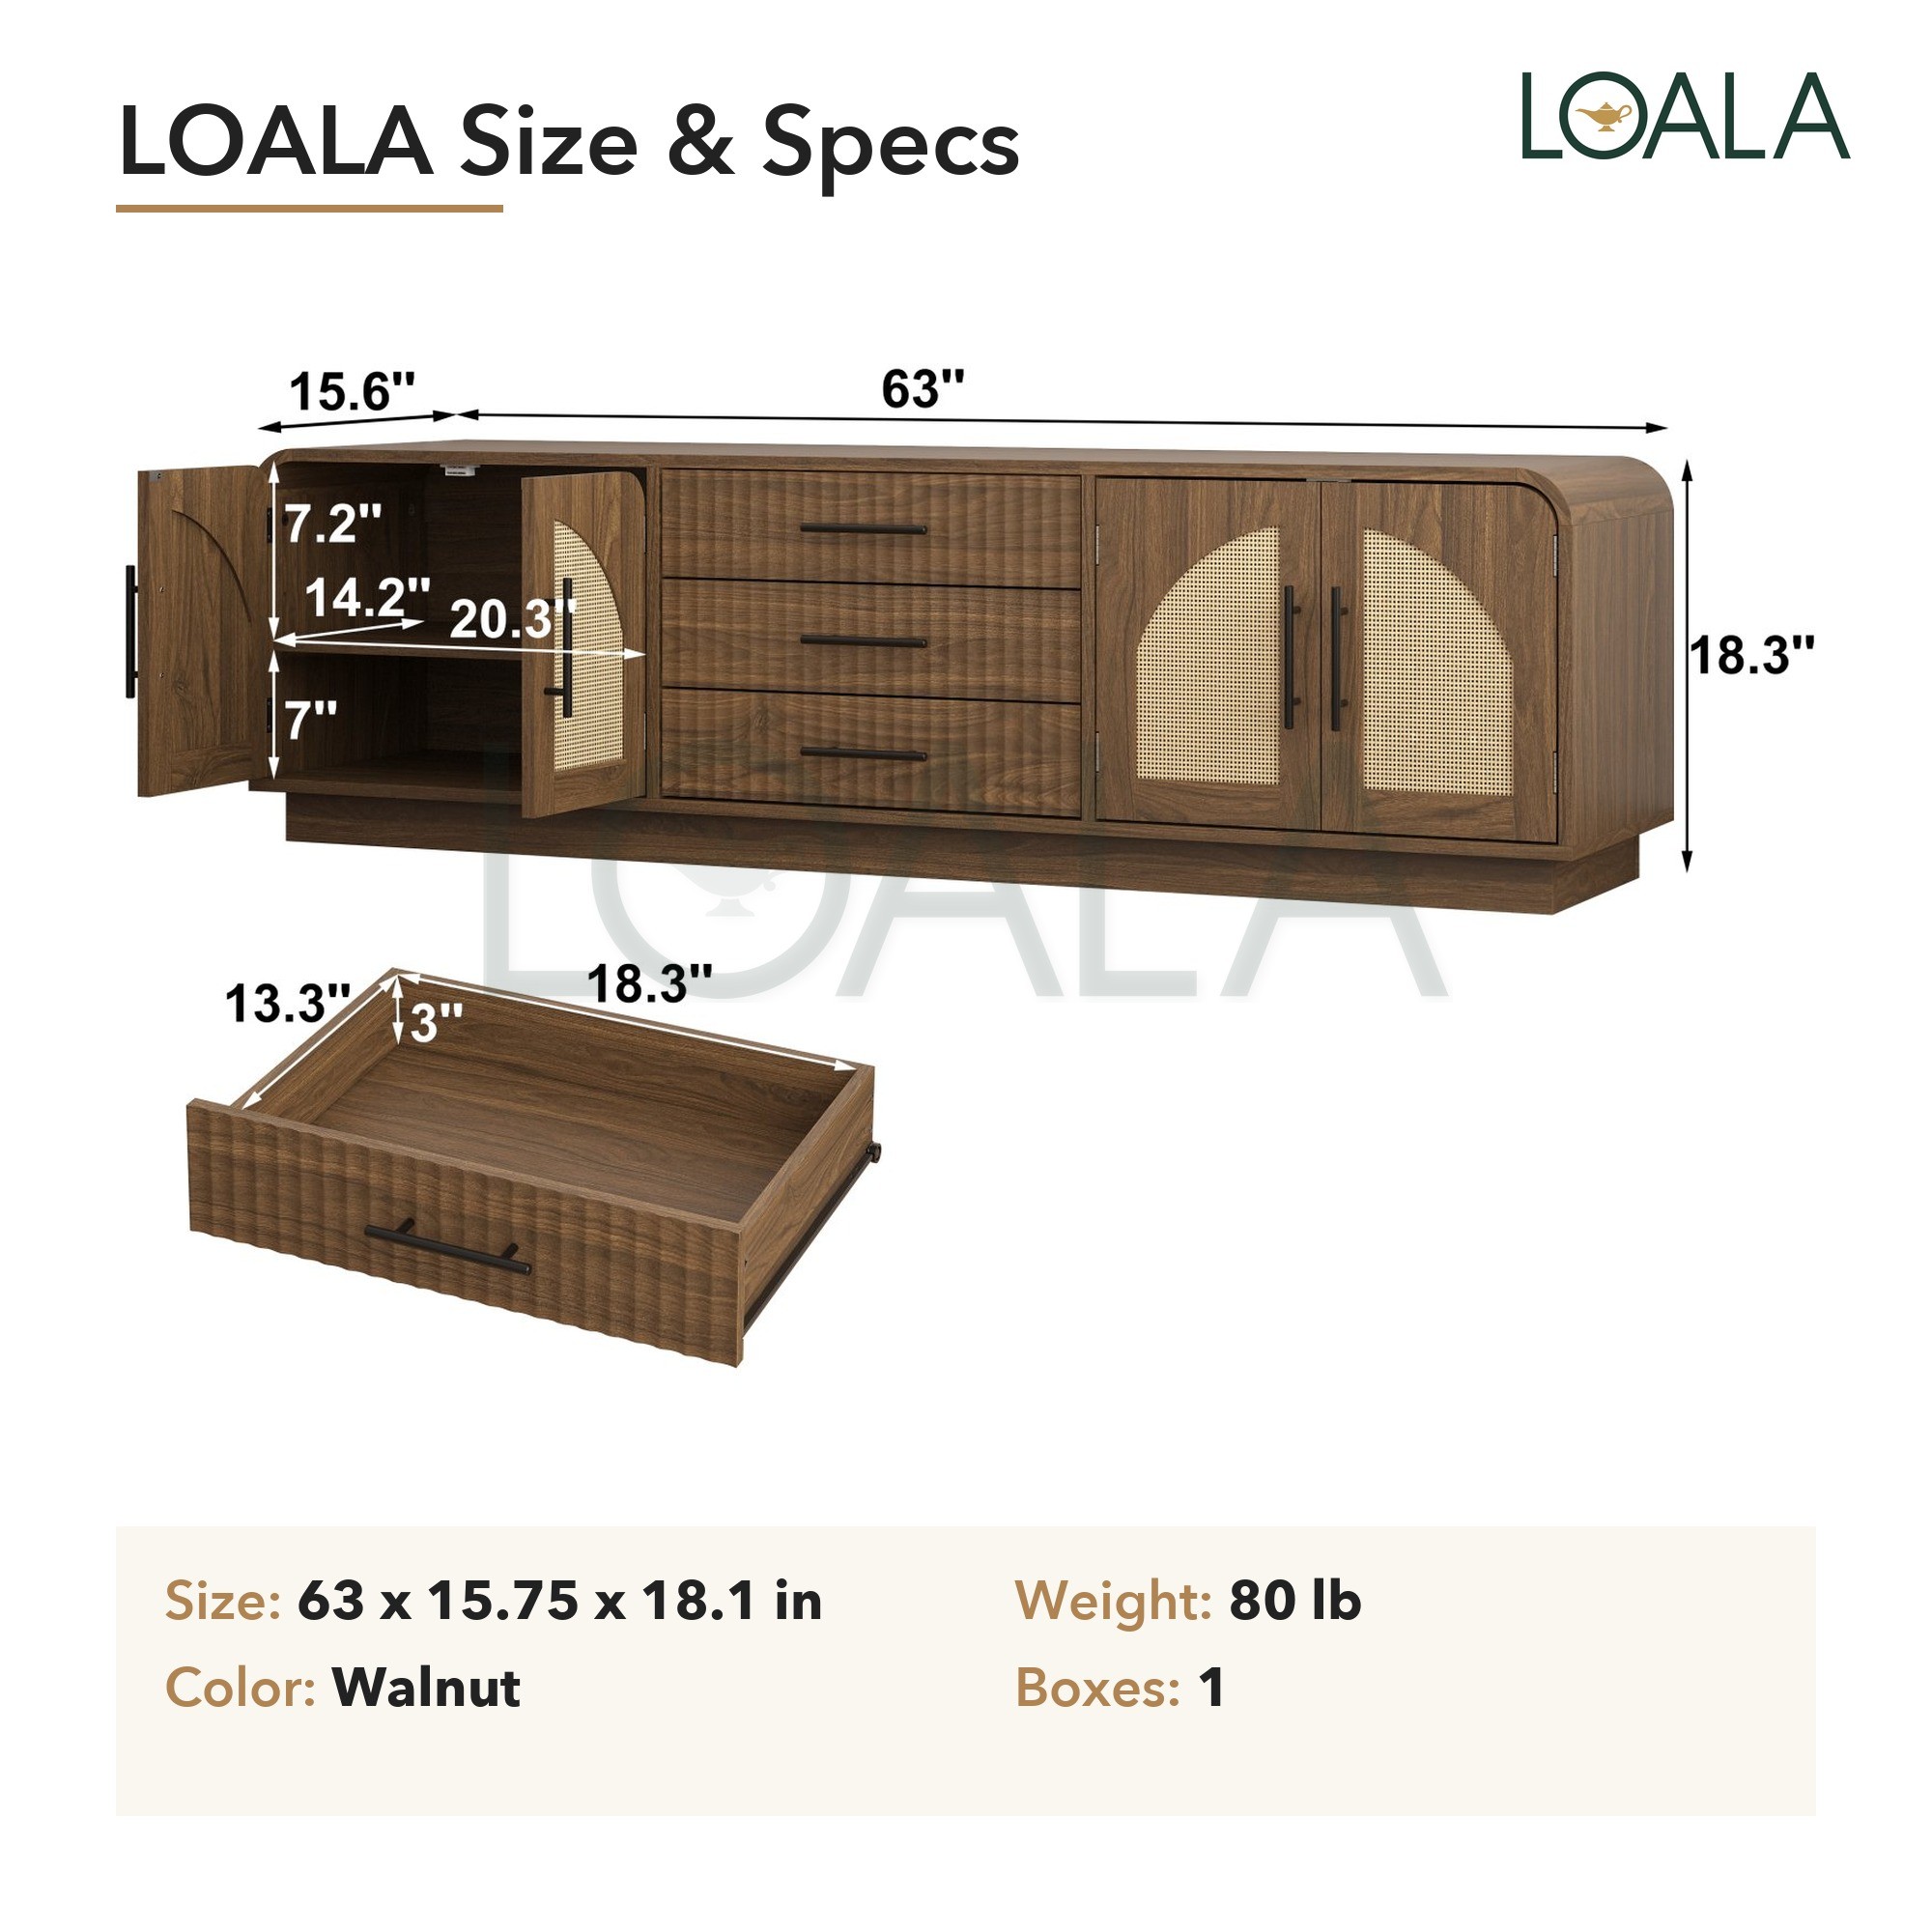 LOALA Size & Specs
LOALA
15.6"
63"
7.2"
14.2"
20.3"
7"
18.3"
LOALA
13.3"
18.3"
3"
Size: 63 x 15.75 x 18.1 in
Weight: 80 lb
Color: Walnut
Boxes: 1